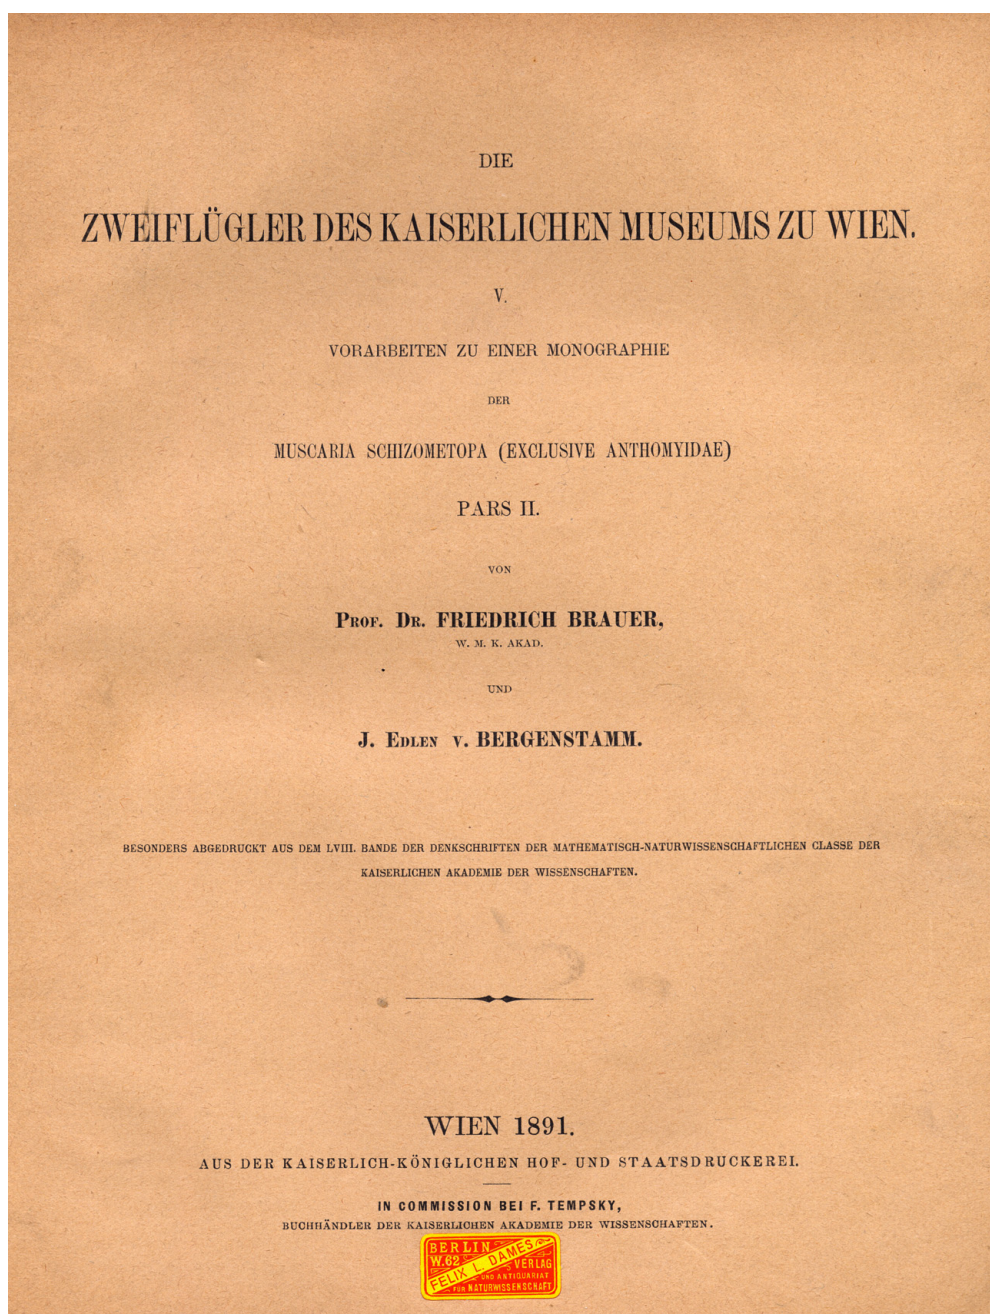 DIE
ZWEIFLÜGLER DES KAISERLICHEN MUSEUMS ZU WIEN.
V.
VORARBEITEN ZU EINER MONOGRAPHIE
DER
MUSCARIA SCHIZOMETOPA (EXCLUSIVE ANTHOMYIDAE)
PARS II.
VON
PROF. DR. FRIEDRICH BRAUER,
W. M. K. AKAD.
UND
J. EDLEN V. BERGENSTAMM.
BESONDERS ABGEDRUCKT AUS DEM LVIII. BANDE DER DENKSCHRIFTEN DER MATHEMATISCH-NATURWISSENSCHAFTLICHEN CLASSE DER
KAISERLICHEN AKADEMIE DER WISSENSCHAFTEN.
WIEN 1891.
AUS DER KAISERLICH-KÖNIGLICHEN HOF- UND STAATSDRUCKEREI.
IN COMMISSION BEI F. TEMPSKY,
BUCHHÄNDLER DER KAISERLICHEN AKADEMIE DER WISSENSCHAFTEN.
BERLIN
W.62
FELIX L. DAMES
VERLAG
UND ANTIQUARIAT
FÜR NATURWISSENSCHAFT